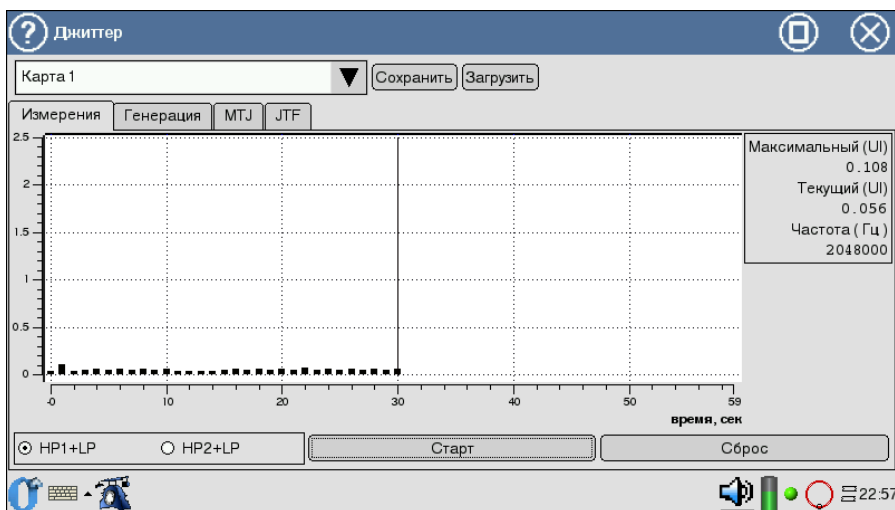 Джиттер
Карта 1
Сохранить Загрузить
Измерения Генерация MTJ JTF
2.5
2
1.5
1
0.5
0
0 10 20 30 40 50 59
время, сек
Максимальный (UI)
0.108
Текущий (UI)
0.056
Частота ( Гц )
2048000
HP1+LP HP2+LP Старт Сброс
22:57